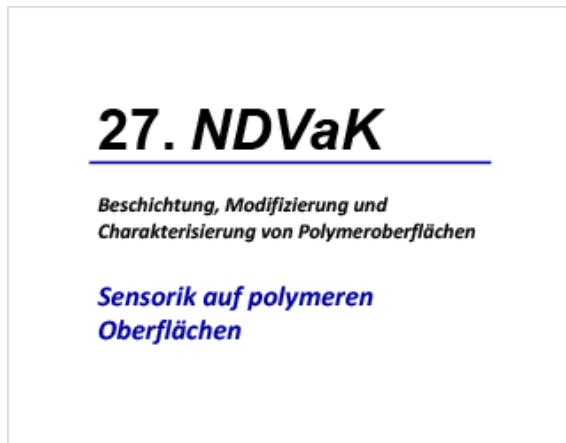 27. NDVaK
Beschichtung, Modifizierung und
Charakterisierung von Polymeroberflächen
Sensorik auf polymeren
Oberflächen